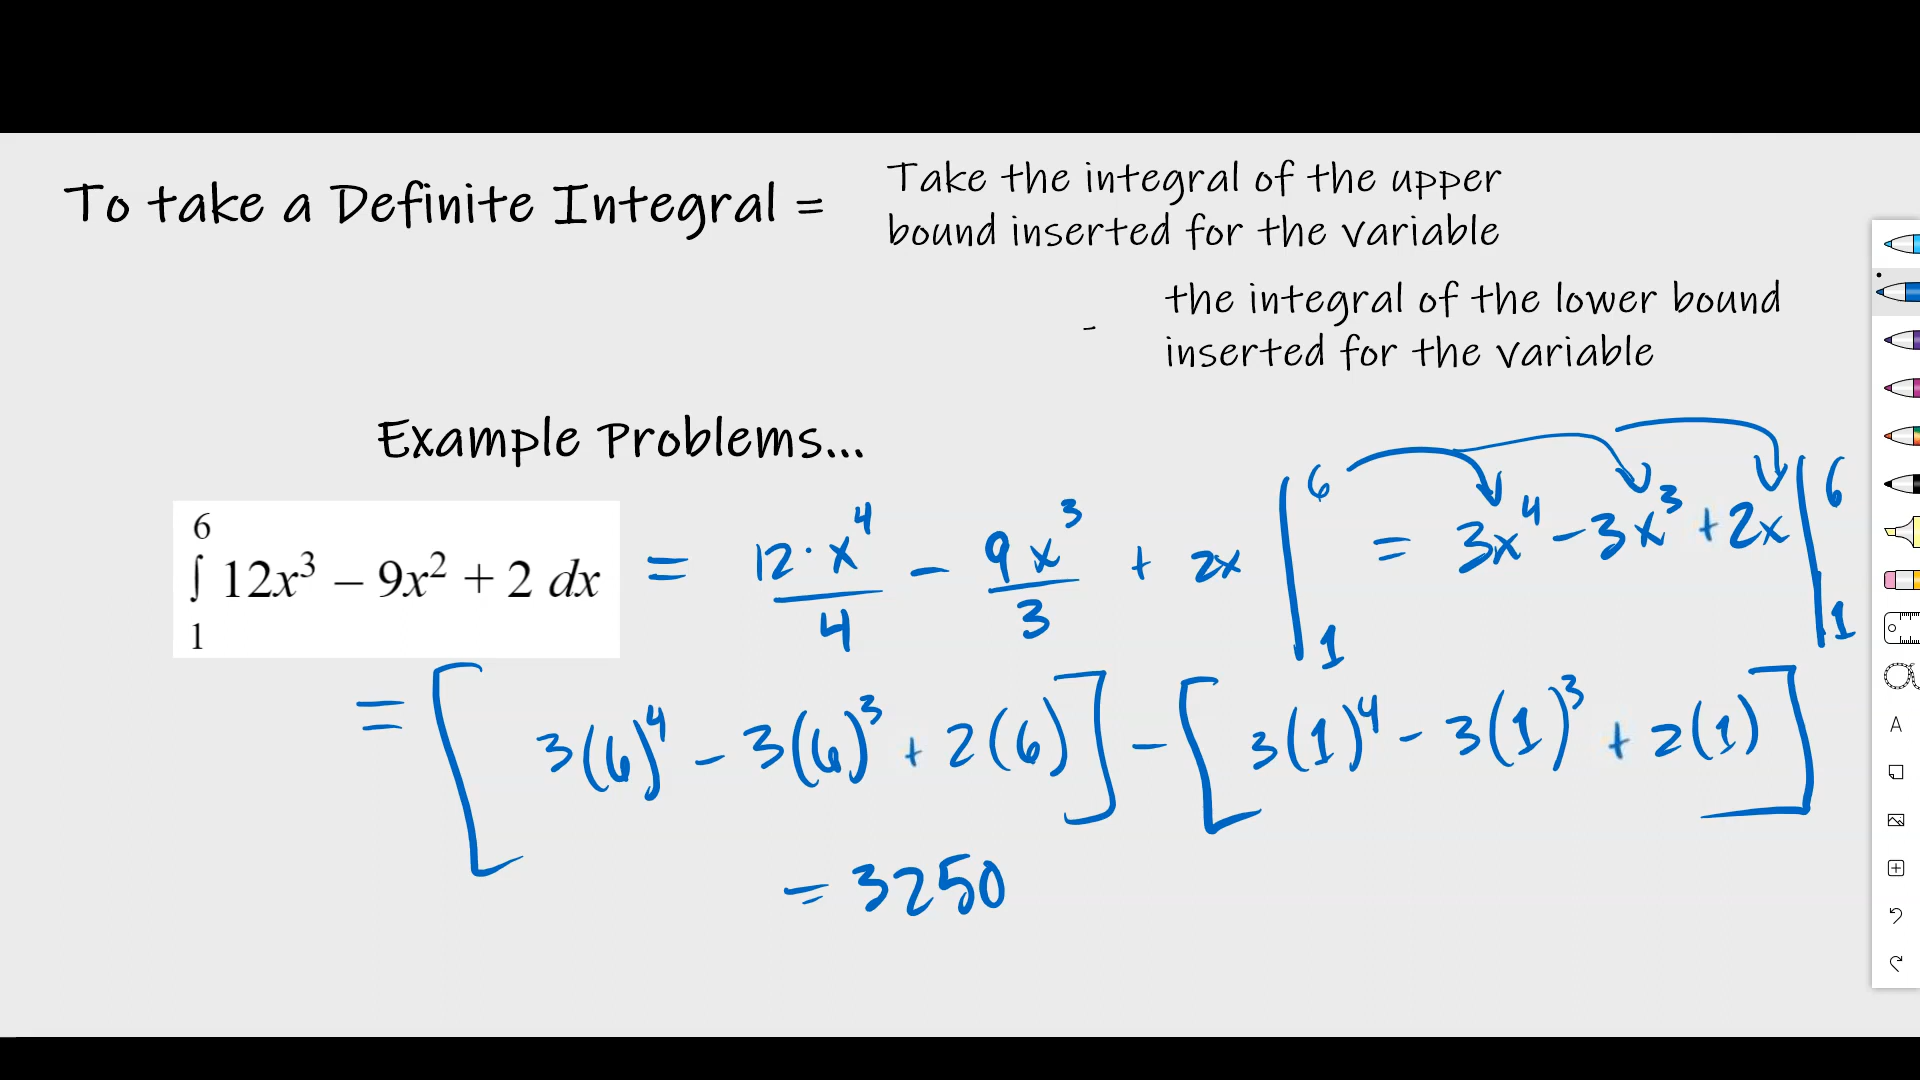 To take a Definite Integral =
Take the integral of the upper
bound inserted for the variable
- the integral of the lower bound
inserted for the variable
Example Problems...
∫₁⁶ 12x³ – 9x² + 2 dx = 12·x⁴/4 - 9x³/3 + 2x |₁⁶ = 3x⁴ - 3x³ + 2x |₁⁶
= [3(6)⁴ - 3(6)³ + 2(6)] - [3(1)⁴ - 3(1)³ + 2(1)]
= 3250
A